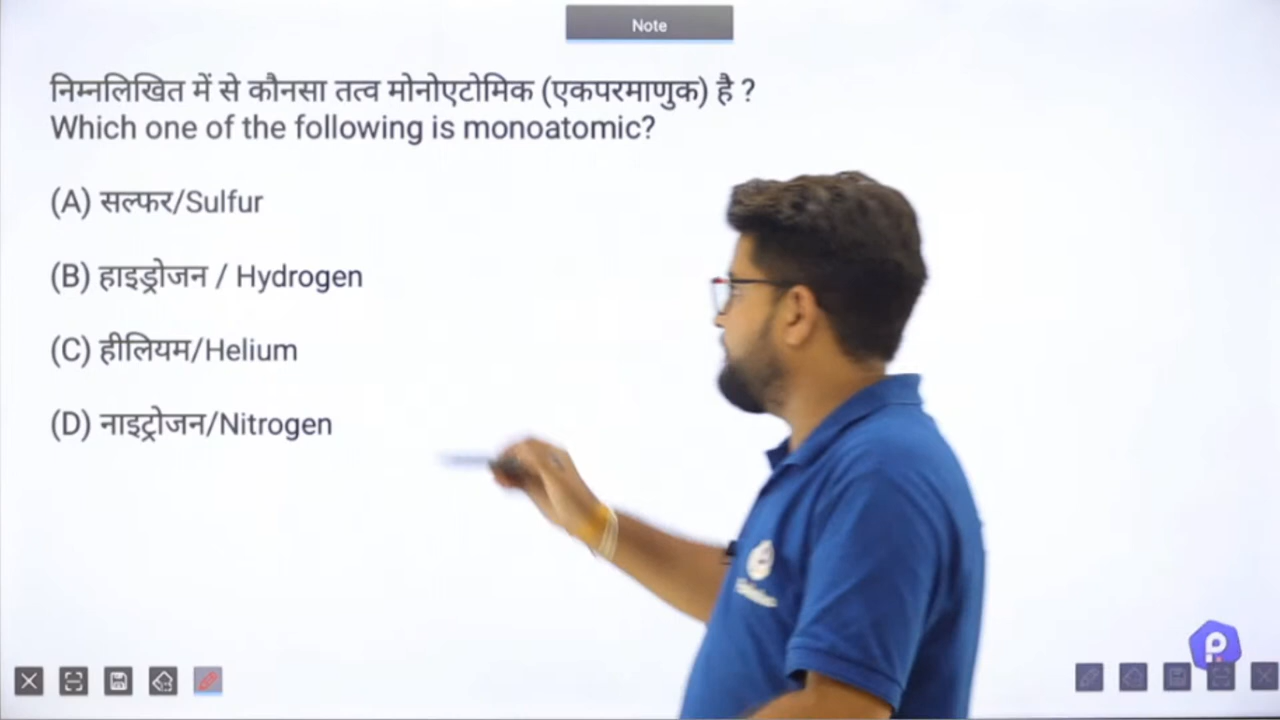 Note
निम्नलिखित में से कौनसा तत्व मोनोएटोमिक (एकपरमाणुक) है ?
Which one of the following is monoatomic?
(A) सल्फर/Sulfur
(B) हाइड्रोजन / Hydrogen
(C) हीलियम/Helium
(D) नाइट्रोजन/Nitrogen